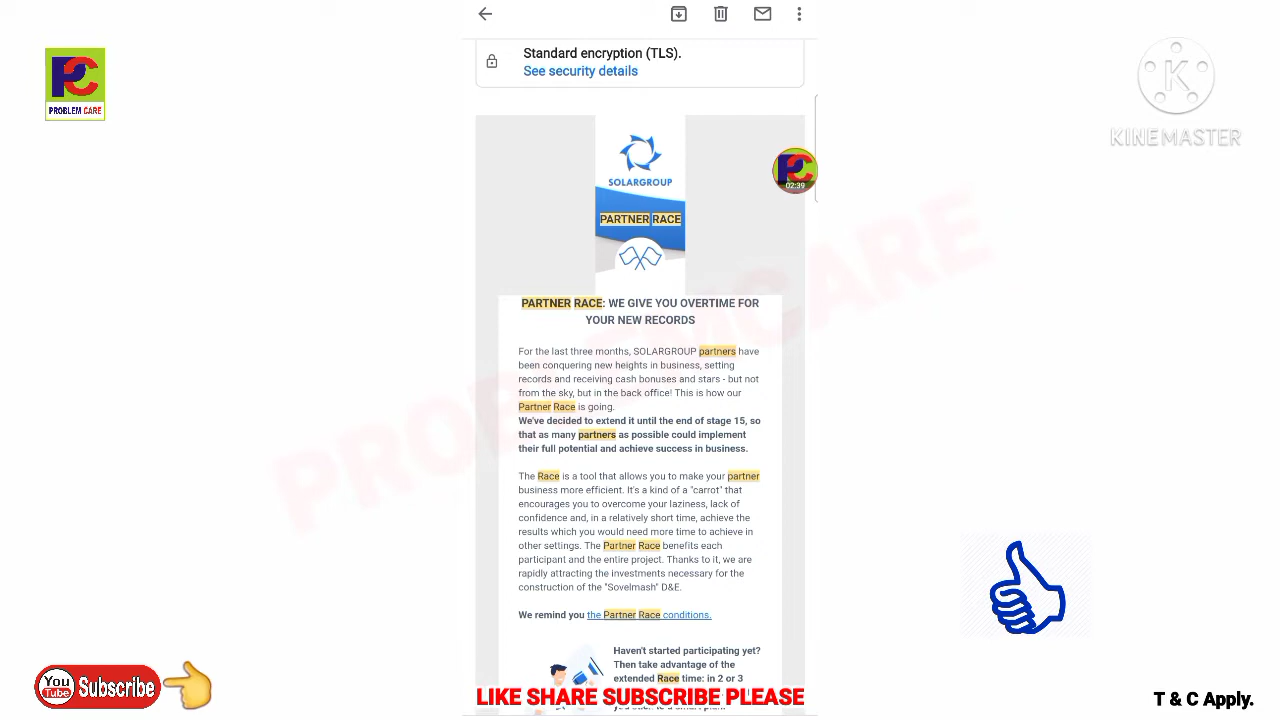 Standard encryption (TLS).
See security details
PC
PROBLEM CARE
K
KINEMASTER
SOLARGROUP
PC
02:39
PARTNER RACE
PROBLEM CARE
PARTNER RACE: WE GIVE YOU OVERTIME FOR
YOUR NEW RECORDS
For the last three months, SOLARGROUP partners have
been conquering new heights in business, setting
records and receiving cash bonuses and stars - but not
from the sky, but in the back office! This is how our
Partner Race is going.
We've decided to extend it until the end of stage 15, so
that as many partners as possible could implement
their full potential and achieve success in business.
The Race is a tool that allows you to make your partner
business more efficient. It's a kind of a "carrot" that
encourages you to overcome your laziness, lack of
confidence and, in a relatively short time, achieve the
results which you would need more time to achieve in
other settings. The Partner Race benefits each
participant and the entire project. Thanks to it, we are
rapidly attracting the investments necessary for the
construction of the "Sovelmash" D&E.
We remind you the Partner Race conditions.
Haven't started participating yet?
Then take advantage of the
extended Race time: in 2 or 3
You Tube Subscribe
LIKE SHARE SUBSCRIBE PLEASE
T & C Apply.